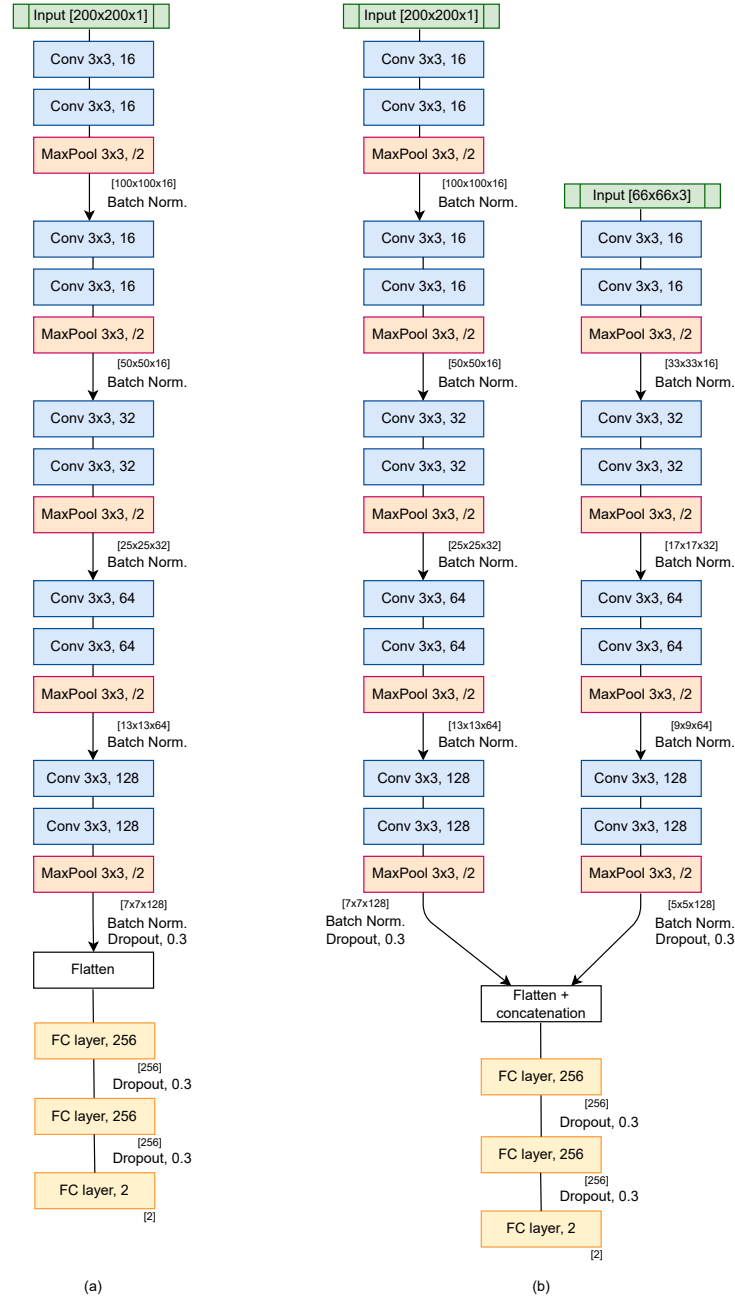 Input [200x200x1]
Conv 3x3, 16
Conv 3x3, 16
MaxPool 3x3, /2
[100x100x16]
Batch Norm.
Conv 3x3, 16
Conv 3x3, 16
MaxPool 3x3, /2
[50x50x16]
Batch Norm.
Conv 3x3, 32
Conv 3x3, 32
MaxPool 3x3, /2
[25x25x32]
Batch Norm.
Conv 3x3, 64
Conv 3x3, 64
MaxPool 3x3, /2
[13x13x64]
Batch Norm.
Conv 3x3, 128
Conv 3x3, 128
MaxPool 3x3, /2
[7x7x128]
Batch Norm.
Dropout, 0.3
Flatten
FC layer, 256
[256]
Dropout, 0.3
FC layer, 256
[256]
Dropout, 0.3
FC layer, 2
[2]
(a)
Input [200x200x1]
Conv 3x3, 16
Conv 3x3, 16
MaxPool 3x3, /2
[100x100x16]
Batch Norm.
Conv 3x3, 16
Conv 3x3, 16
MaxPool 3x3, /2
[50x50x16]
Batch Norm.
Conv 3x3, 32
Conv 3x3, 32
MaxPool 3x3, /2
[25x25x32]
Batch Norm.
Conv 3x3, 64
Conv 3x3, 64
MaxPool 3x3, /2
[13x13x64]
Batch Norm.
Conv 3x3, 128
Conv 3x3, 128
MaxPool 3x3, /2
[7x7x128]
Batch Norm.
Dropout, 0.3
Input [66x66x3]
Conv 3x3, 16
Conv 3x3, 16
MaxPool 3x3, /2
[33x33x16]
Batch Norm.
Conv 3x3, 32
Conv 3x3, 32
MaxPool 3x3, /2
[17x17x32]
Batch Norm.
Conv 3x3, 64
Conv 3x3, 64
MaxPool 3x3, /2
[9x9x64]
Batch Norm.
Conv 3x3, 128
Conv 3x3, 128
MaxPool 3x3, /2
[5x5x128]
Batch Norm.
Dropout, 0.3
Flatten +
concatenation
FC layer, 256
[256]
Dropout, 0.3
FC layer, 256
[256]
Dropout, 0.3
FC layer, 2
[2]
(b)